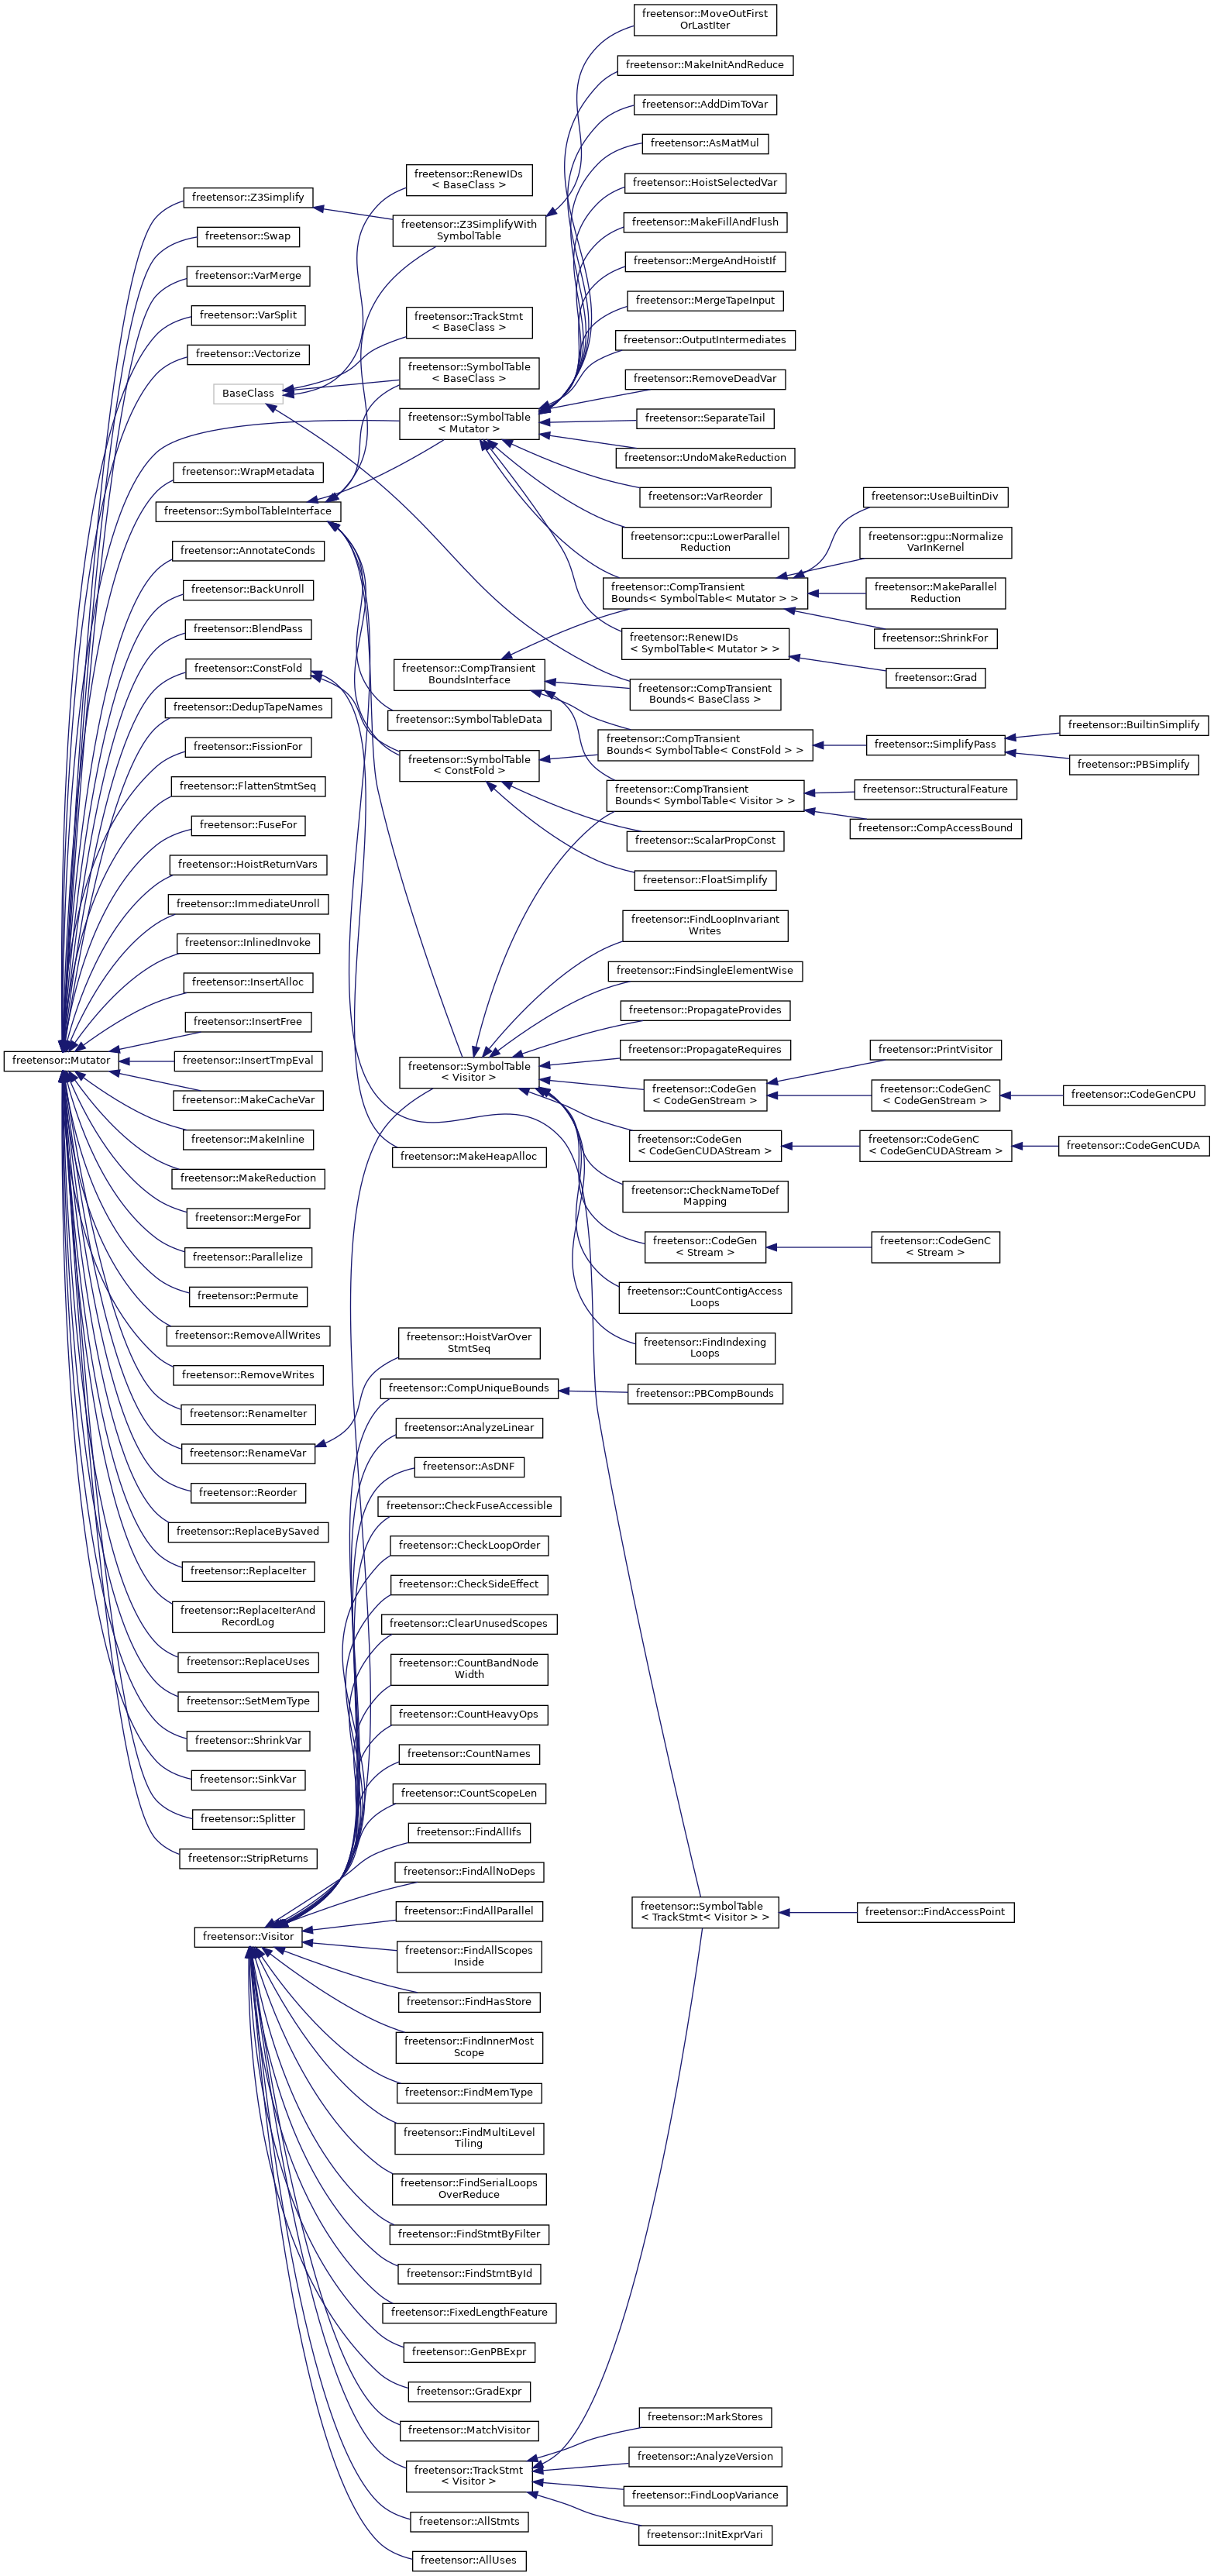 freetensor::MoveOutFirst
OrLastIter
freetensor::MakeInitAndReduce
freetensor::AddDimToVar
freetensor::AsMatMul
freetensor::RenewIDs
< BaseClass >
freetensor::HoistSelectedVar
freetensor::Z3Simplify
freetensor::Z3SimplifyWith
SymbolTable
freetensor::MakeFillAndFlush
freetensor::Swap
freetensor::MergeAndHoistIf
freetensor::VarMerge
freetensor::MergeTapeInput
freetensor::VarSplit
freetensor::TrackStmt
< BaseClass >
freetensor::OutputIntermediates
freetensor::Vectorize
freetensor::SymbolTable
< BaseClass >
freetensor::RemoveDeadVar
BaseClass
freetensor::SymbolTable
< Mutator >
freetensor::SeparateTail
freetensor::UndoMakeReduction
freetensor::WrapMetadata
freetensor::VarReorder
freetensor::UseBuiltinDiv
freetensor::SymbolTableInterface
freetensor::cpu::LowerParallel
Reduction
freetensor::gpu::Normalize
VarInKernel
freetensor::AnnotateConds
freetensor::BackUnroll
freetensor::CompTransient
Bounds< SymbolTable< Mutator > >
freetensor::MakeParallel
Reduction
freetensor::BlendPass
freetensor::RenewIDs
< SymbolTable< Mutator > >
freetensor::ShrinkFor
freetensor::ConstFold
freetensor::CompTransient
BoundsInterface
freetensor::Grad
freetensor::CompTransient
Bounds< BaseClass >
freetensor::DedupTapeNames
freetensor::SymbolTableData
freetensor::BuiltinSimplify
freetensor::FissionFor
freetensor::CompTransient
Bounds< SymbolTable< ConstFold > >
freetensor::SimplifyPass
freetensor::SymbolTable
< ConstFold >
freetensor::PBSimplify
freetensor::FlattenStmtSeq
freetensor::CompTransient
Bounds< SymbolTable< Visitor > >
freetensor::StructuralFeature
freetensor::FuseFor
freetensor::CompAccessBound
freetensor::ScalarPropConst
freetensor::HoistReturnVars
freetensor::FloatSimplify
freetensor::ImmediateUnroll
freetensor::FindLoopInvariant
Writes
freetensor::InlinedInvoke
freetensor::FindSingleElementWise
freetensor::InsertAlloc
freetensor::PropagateProvides
freetensor::InsertFree
freetensor::PropagateRequires
freetensor::PrintVisitor
freetensor::Mutator
freetensor::InsertTmpEval
freetensor::SymbolTable
< Visitor >
freetensor::CodeGen
< CodeGenStream >
freetensor::CodeGenC
< CodeGenStream >
freetensor::CodeGenCPU
freetensor::MakeCacheVar
freetensor::MakeInline
freetensor::CodeGen
< CodeGenCUDAStream >
freetensor::CodeGenC
< CodeGenCUDAStream >
freetensor::CodeGenCUDA
freetensor::MakeHeapAlloc
freetensor::MakeReduction
freetensor::CheckNameToDef
Mapping
freetensor::MergeFor
freetensor::CodeGen
< Stream >
freetensor::CodeGenC
< Stream >
freetensor::Parallelize
freetensor::Permute
freetensor::CountContigAccess
Loops
freetensor::RemoveAllWrites
freetensor::HoistVarOver
StmtSeq
freetensor::FindIndexing
Loops
freetensor::RemoveWrites
freetensor::CompUniqueBounds
freetensor::PBCompBounds
freetensor::RenameIter
freetensor::AnalyzeLinear
freetensor::RenameVar
freetensor::AsDNF
freetensor::Reorder
freetensor::CheckFuseAccessible
freetensor::ReplaceBySaved
freetensor::CheckLoopOrder
freetensor::ReplaceIter
freetensor::CheckSideEffect
freetensor::ReplaceIterAnd
RecordLog
freetensor::ClearUnusedScopes
freetensor::ReplaceUses
freetensor::CountBandNode
Width
freetensor::SetMemType
freetensor::CountHeavyOps
freetensor::ShrinkVar
freetensor::CountNames
freetensor::SinkVar
freetensor::CountScopeLen
freetensor::Splitter
freetensor::FindAllIfs
freetensor::StripReturns
freetensor::FindAllNoDeps
freetensor::FindAllParallel
freetensor::SymbolTable
< TrackStmt< Visitor > >
freetensor::FindAccessPoint
freetensor::Visitor
freetensor::FindAllScopes
Inside
freetensor::FindHasStore
freetensor::FindInnerMost
Scope
freetensor::FindMemType
freetensor::FindMultiLevel
Tiling
freetensor::FindSerialLoops
OverReduce
freetensor::FindStmtByFilter
freetensor::FindStmtById
freetensor::FixedLengthFeature
freetensor::GenPBExpr
freetensor::GradExpr
freetensor::MarkStores
freetensor::MatchVisitor
freetensor::AnalyzeVersion
freetensor::TrackStmt
< Visitor >
freetensor::FindLoopVariance
freetensor::AllStmts
freetensor::InitExprVari
freetensor::AllUses